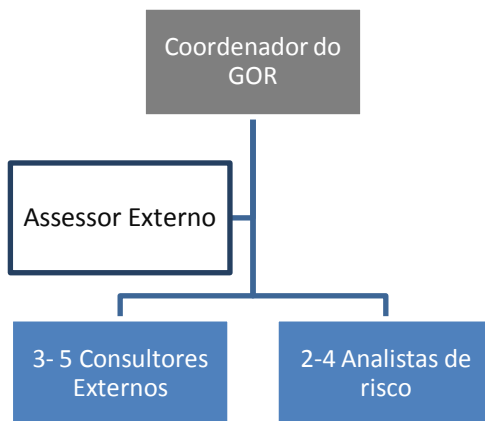 Coordenador do
GOR
Assessor Externo
3- 5 Consultores
Externos
2-4 Analistas de
risco